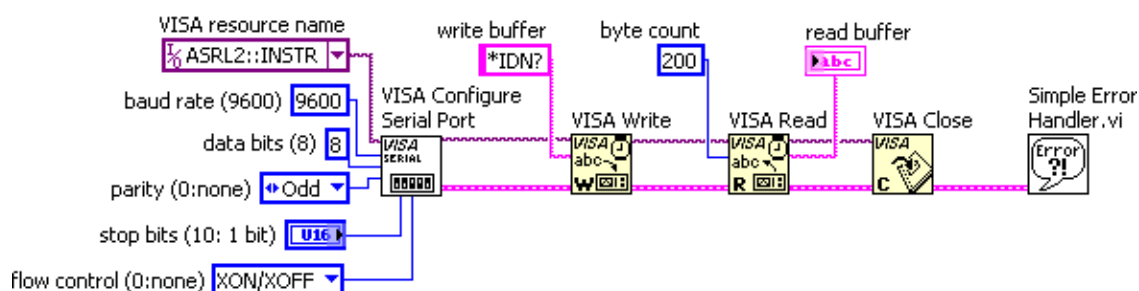 VISA resource name
I/O ASRL2::INSTR
write buffer
*IDN?
byte count
200
read buffer
abc
baud rate (9600) 9600
data bits (8) 8
parity (0:none) Odd
stop bits (10: 1 bit) U16
flow control (0:none) XON/XOFF
VISA Configure
Serial Port
VISA
SERIAL
VISA Write
VISA
abc
W
VISA Read
VISA
abc
R
VISA Close
VISA
C
Simple Error
Handler.vi
Error
?!